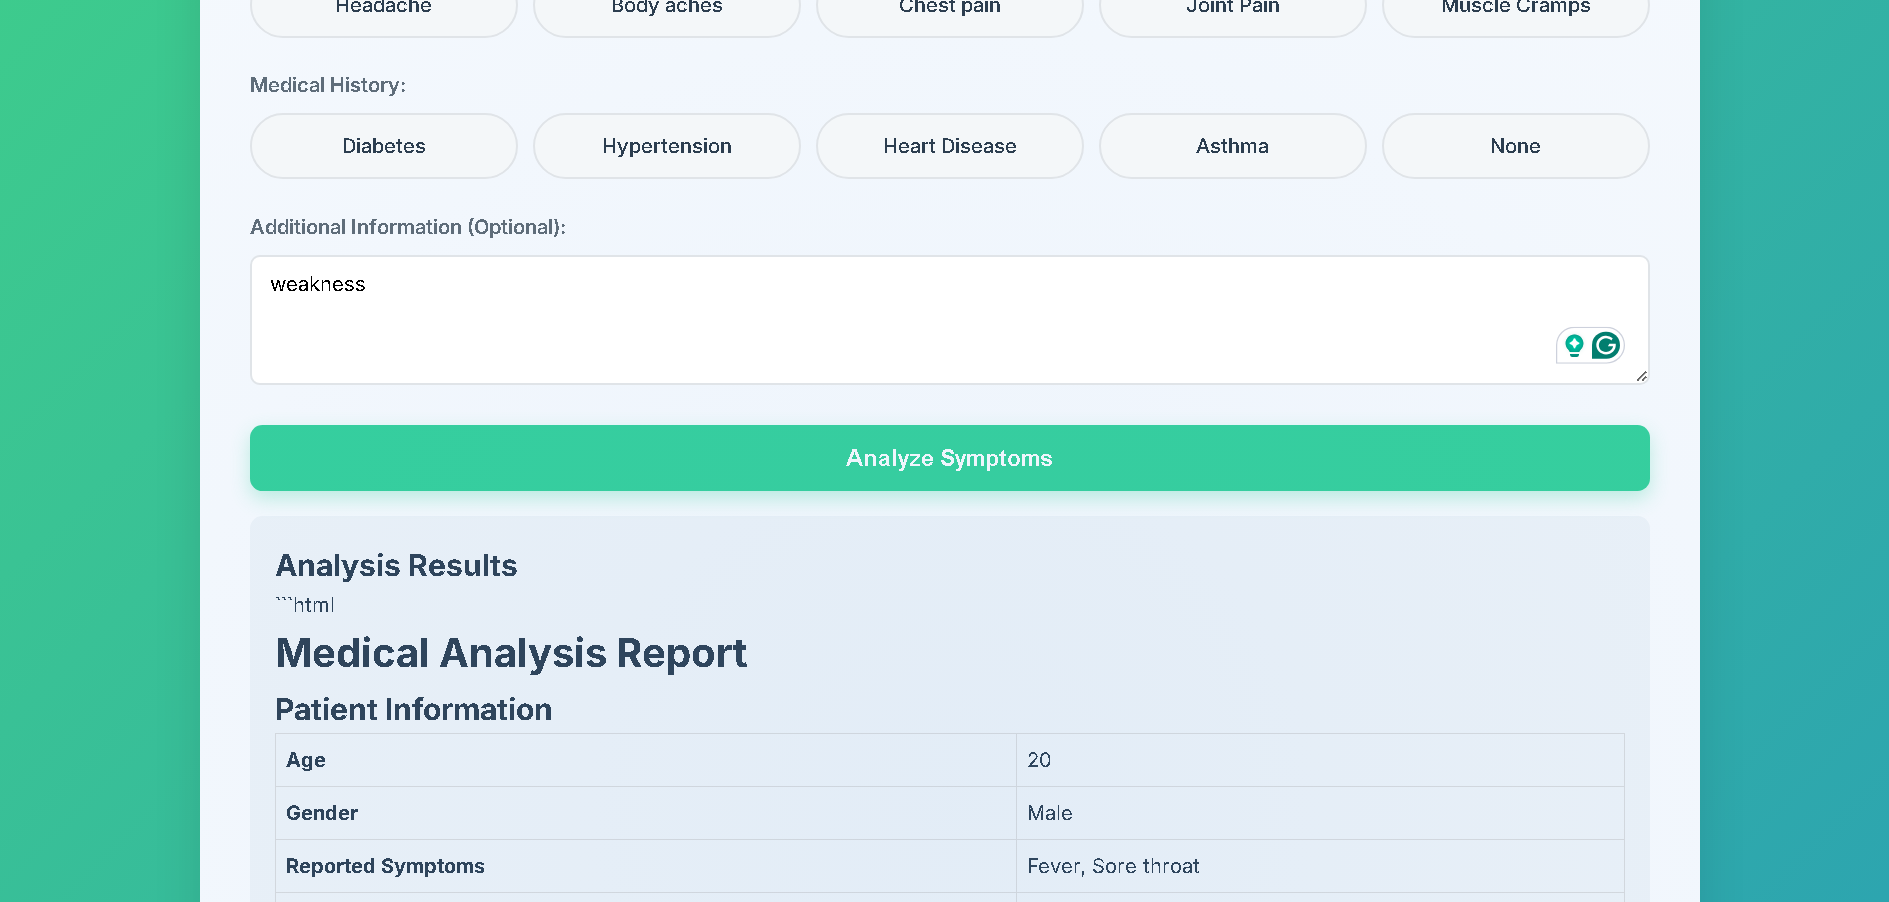 Headache Body aches Chest pain Joint Pain Muscle Cramps
Medical History:
Diabetes Hypertension Heart Disease Asthma None
Additional Information (Optional):
weakness
G
Analyze Symptoms
Analysis Results
```html
Medical Analysis Report
Patient Information
Age 20
Gender Male
Reported Symptoms Fever, Sore throat